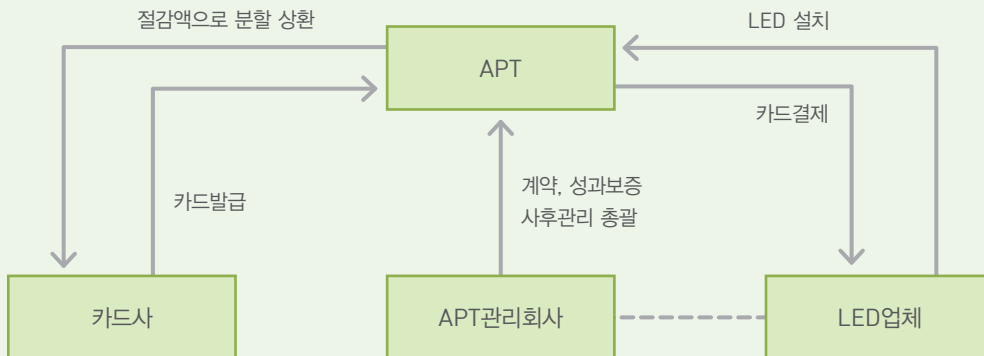 절감액으로 분할 상환
LED 설치
APT
카드결제
카드발급
계약, 성과보증
사후관리 총괄
카드사
APT관리회사
LED업체